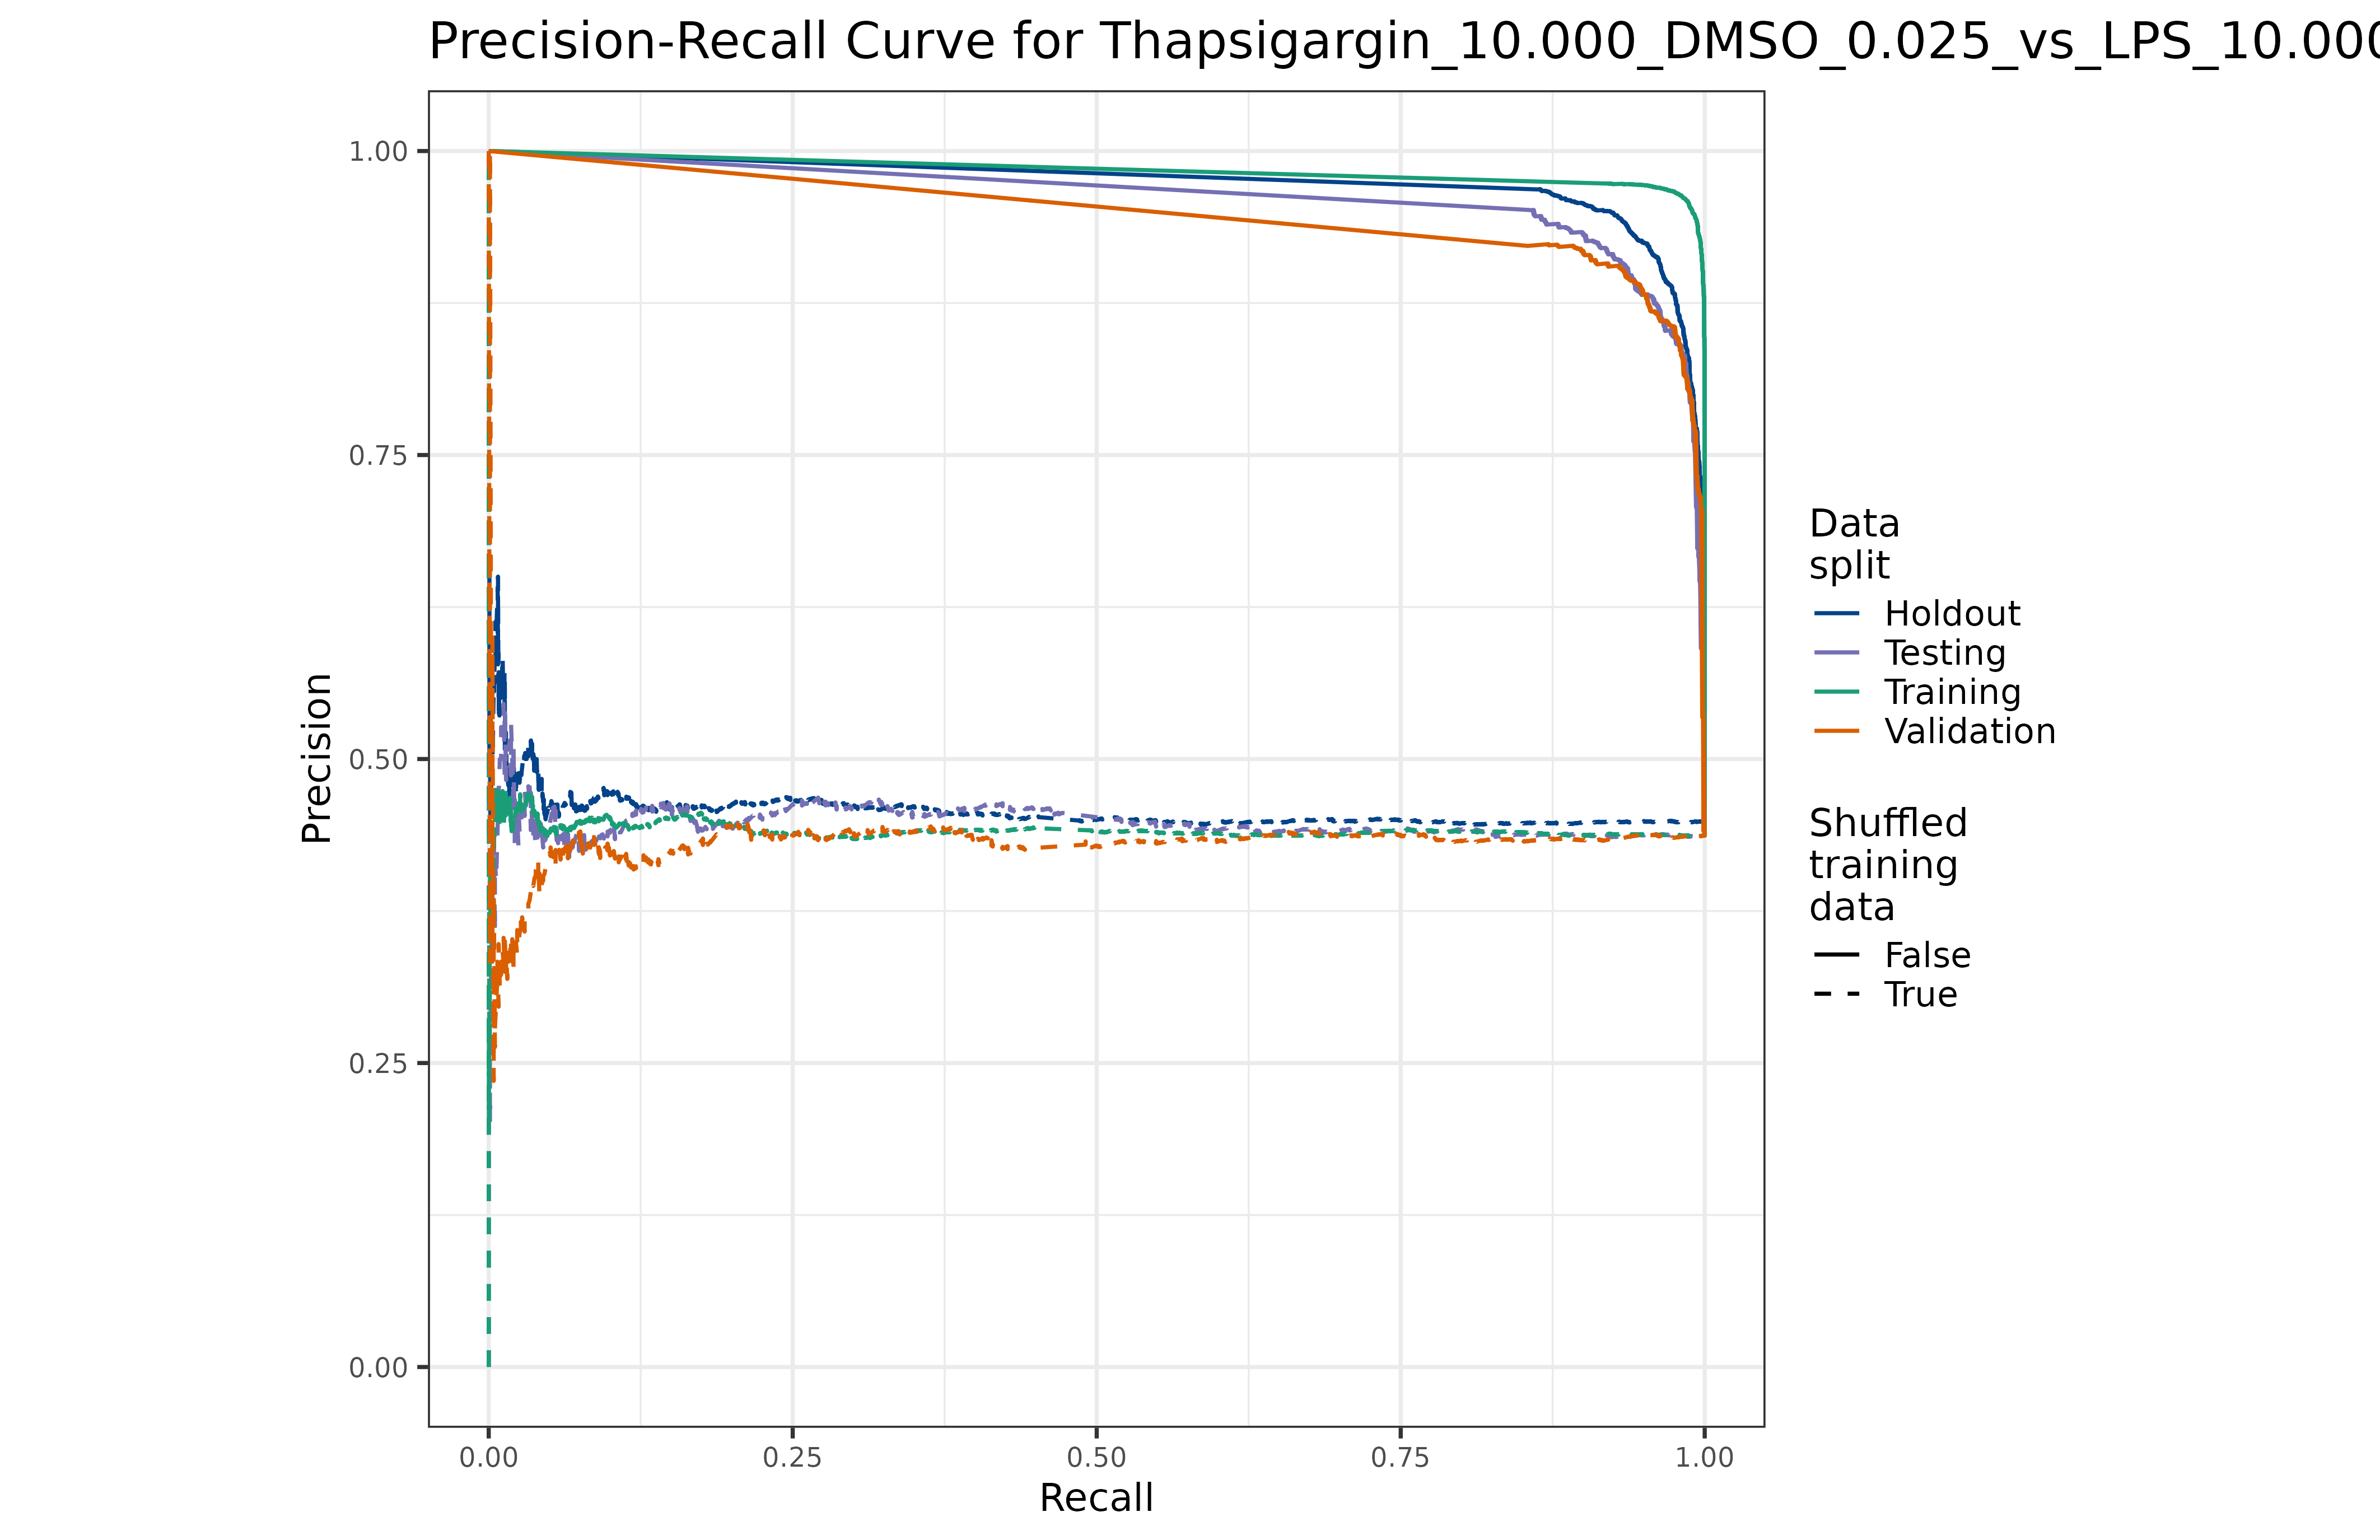 Precision-Recall Curve for Thapsigargin_10.000_DMSO_0.025_vs_LPS_10.000
1.00
0.75
0.50
0.25
0.00
Precision
0.00 0.25 0.50 0.75 1.00
Recall
Data
split
Holdout
Testing
Training
Validation
Shuffled
training
data
False
True